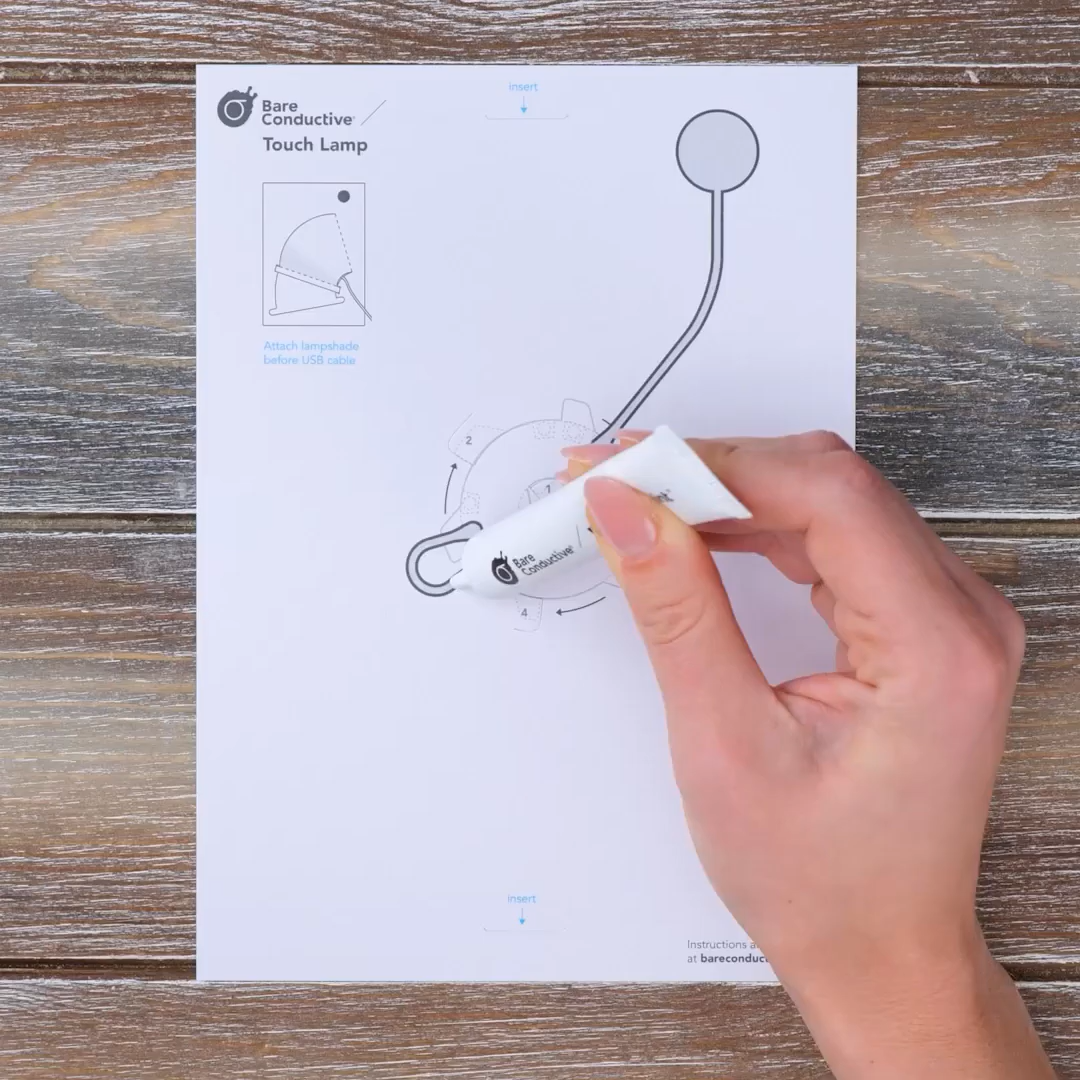 insert
Bare
Conductive
Touch Lamp
Attach lampshade
before USB cable
2
1
Bare
Conductive
4
insert
Instructions
at bareconduct